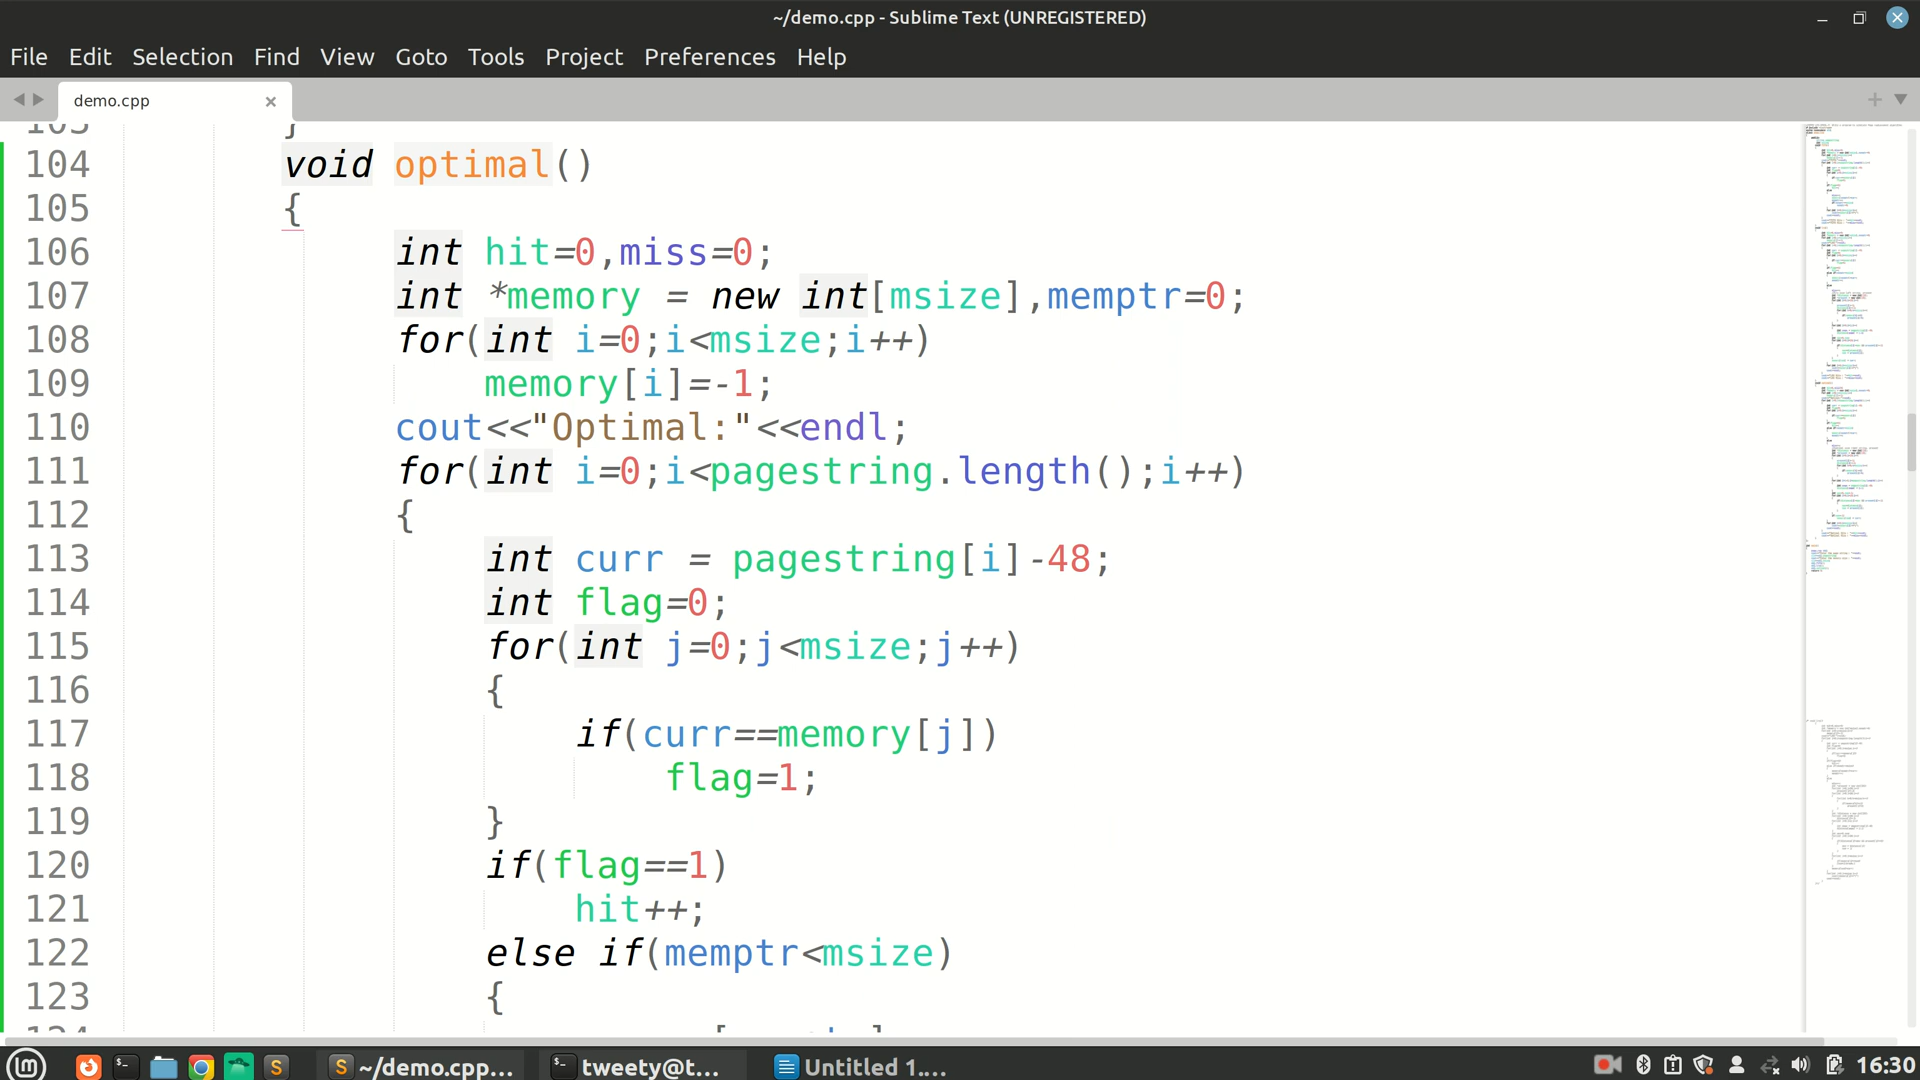 ~/demo.cpp - Sublime Text (UNREGISTERED)
File Edit Selection Find View Goto Tools Project Preferences Help
demo.cpp
103 }
104 void optimal()
105 {
106 int hit=0,miss=0;
107 int *memory = new int[msize],memptr=0;
108 for(int i=0;i<msize;i++)
109 memory[i]=-1;
110 cout<<"Optimal:"<<endl;
111 for(int i=0;i<pagestring.length();i++)
112 {
113 int curr = pagestring[i]-48;
114 int flag=0;
115 for(int j=0;j<msize;j++)
116 {
117 if(curr==memory[j])
118 flag=1;
119 }
120 if(flag==1)
121 hit++;
122 else if(memptr<msize)
123 {
124
~/demo.cpp... tweety@t... Untitled 1.... 16:30